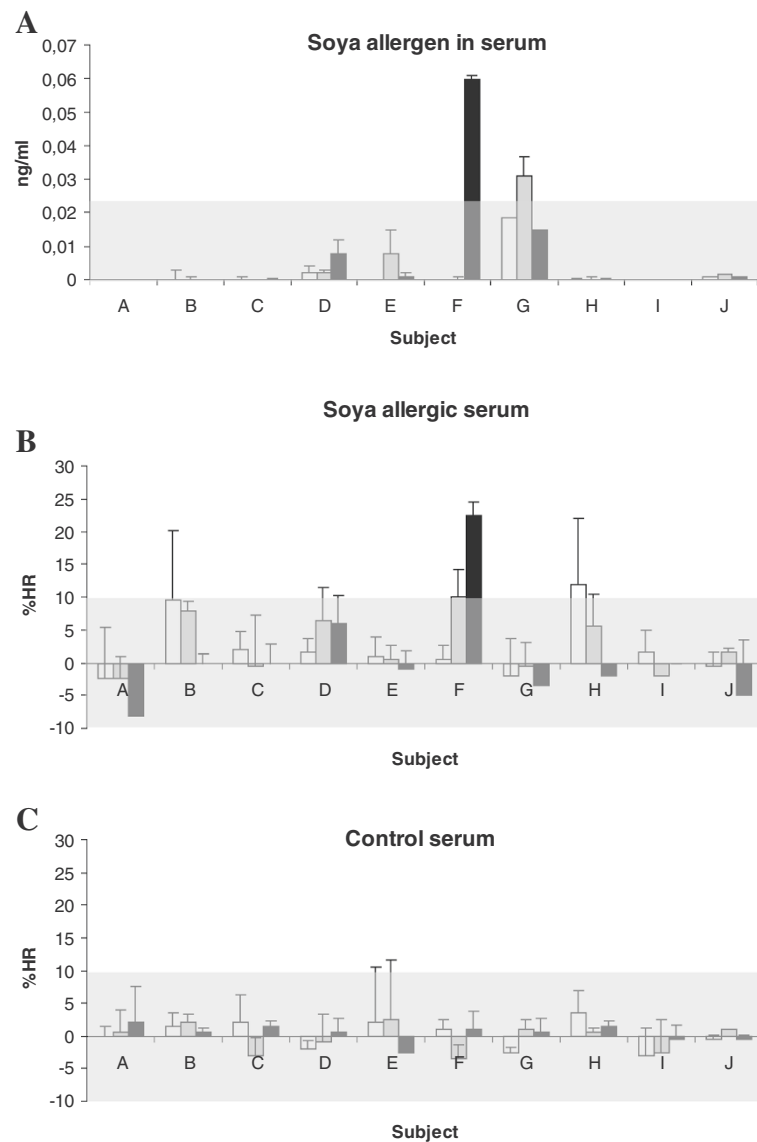 A
Soya allergen in serum
ng/ml
0,07
0,06
0,05
0,04
0,03
0,02
0,01
0
A B C D E F G H I J
Subject
Soya allergic serum
B
%HR
30
25
20
15
10
5
0
-5
-10
A B C D E F G H I J
Subject
C
Control serum
%HR
30
25
20
15
10
5
0
-5
-10
A B C D E F G H I J
Subject